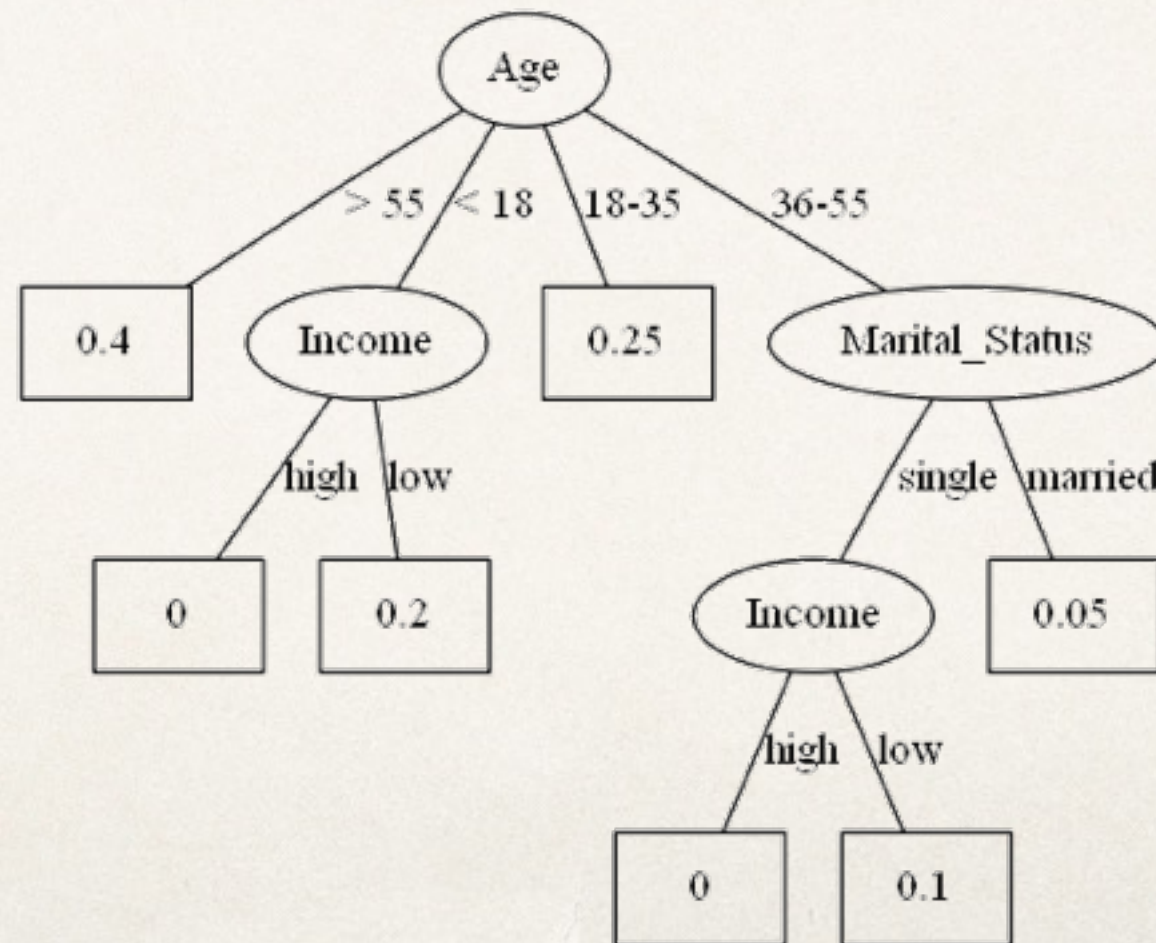 Age
> 55 < 18 18-35 36-55
0.4 Income 0.25 Marital_Status
high low single married
0 0.2 Income 0.05
high low
0 0.1